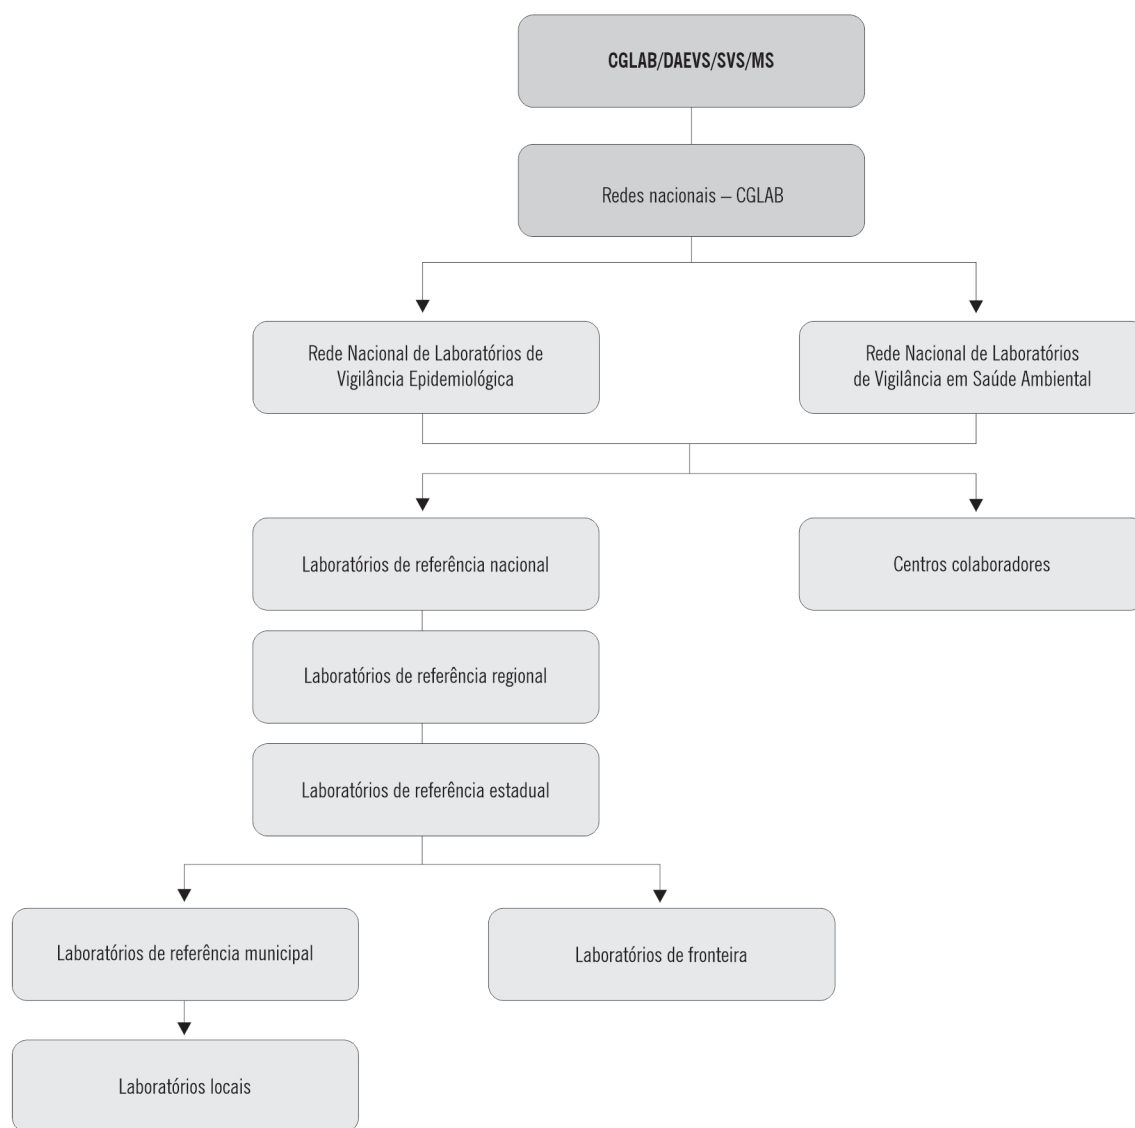 CGLAB/DAEVS/SVS/MS
Redes nacionais – CGLAB
Rede Nacional de Laboratórios de
Vigilância Epidemiológica
Rede Nacional de Laboratórios
de Vigilância em Saúde Ambiental
Laboratórios de referência nacional
Centros colaboradores
Laboratórios de referência regional
Laboratórios de referência estadual
Laboratórios de referência municipal
Laboratórios de fronteira
Laboratórios locais